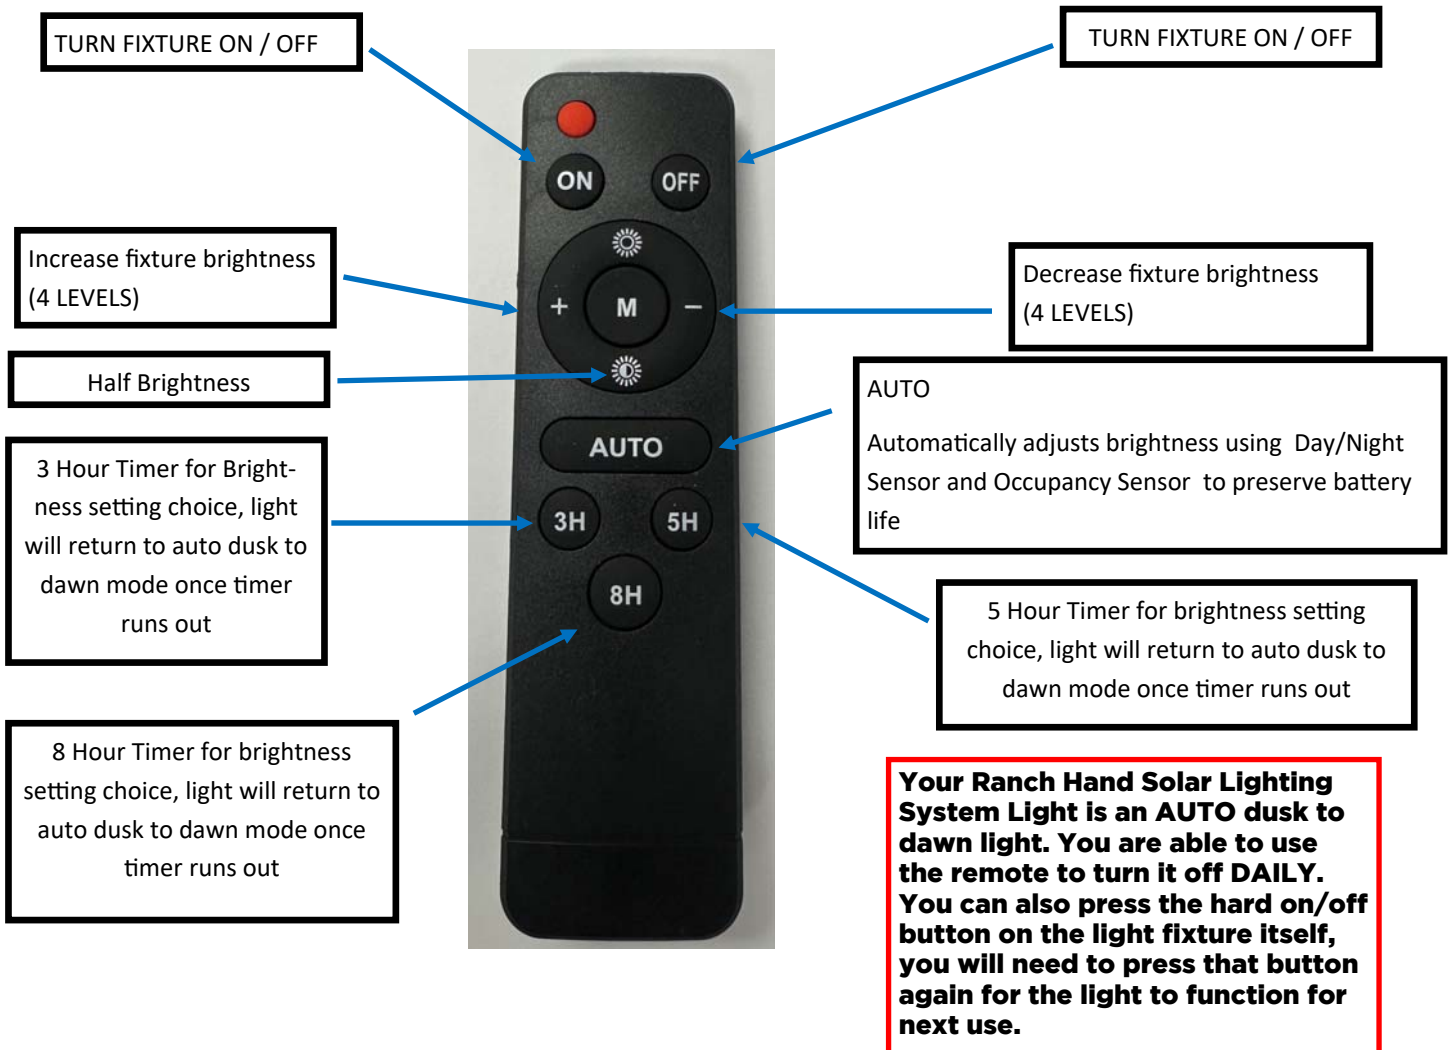 TURN FIXTURE ON / OFF
TURN FIXTURE ON / OFF
ON
OFF
Increase fixture brightness
(4 LEVELS)
+
M
−
Decrease fixture brightness
(4 LEVELS)
Half Brightness
AUTO
AUTO
Automatically adjusts brightness using Day/Night
Sensor and Occupancy Sensor to preserve battery
life
3 Hour Timer for Bright-
ness setting choice, light
will return to auto dusk to
dawn mode once timer
runs out
3H
5H
8H
5 Hour Timer for brightness setting
choice, light will return to auto dusk to
dawn mode once timer runs out
8 Hour Timer for brightness
setting choice, light will return to
auto dusk to dawn mode once
timer runs out
Your Ranch Hand Solar Lighting
System Light is an AUTO dusk to
dawn light. You are able to use
the remote to turn it off DAILY.
You can also press the hard on/off
button on the light fixture itself,
you will need to press that button
again for the light to function for
next use.